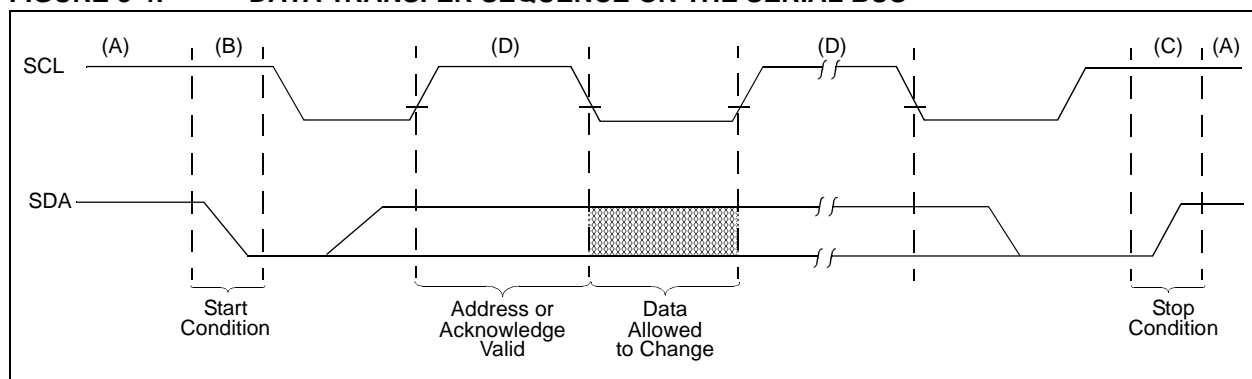 FIGURE 3-1: DATA TRANSFER SEQUENCE ON THE SERIAL BUS
(A) (B) (D) (D) (C) (A)
SCL
SDA
Start
Condition
Address or
Acknowledge
Valid
Data
Allowed
to Change
Stop
Condition